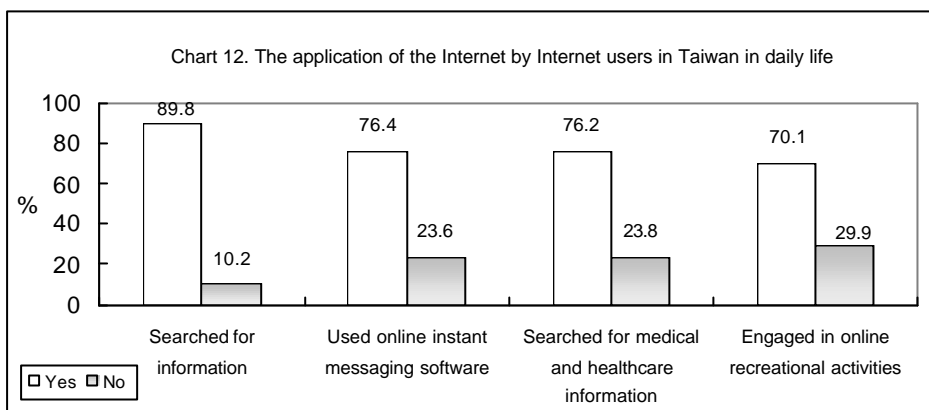 Chart 12. The application of the Internet by Internet users in Taiwan in daily life
100
80
60
40
20
0
%
89.8
10.2
76.4
23.6
76.2
23.8
70.1
29.9
Searched for
information
Used online instant
messaging software
Searched for medical
and healthcare
information
Engaged in online
recreational activities
Yes No